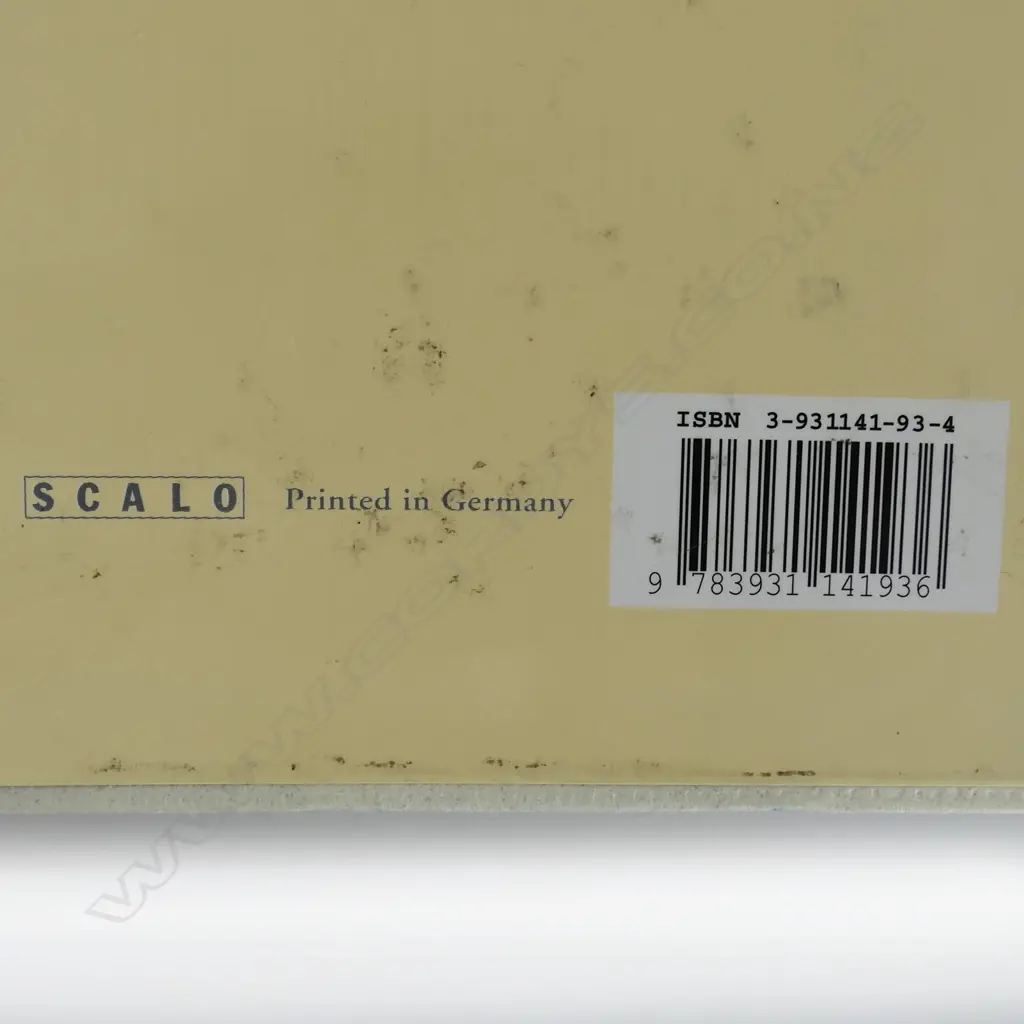 ISBN 3-931141-93-4
SCALO Printed in Germany
9 783931 141936